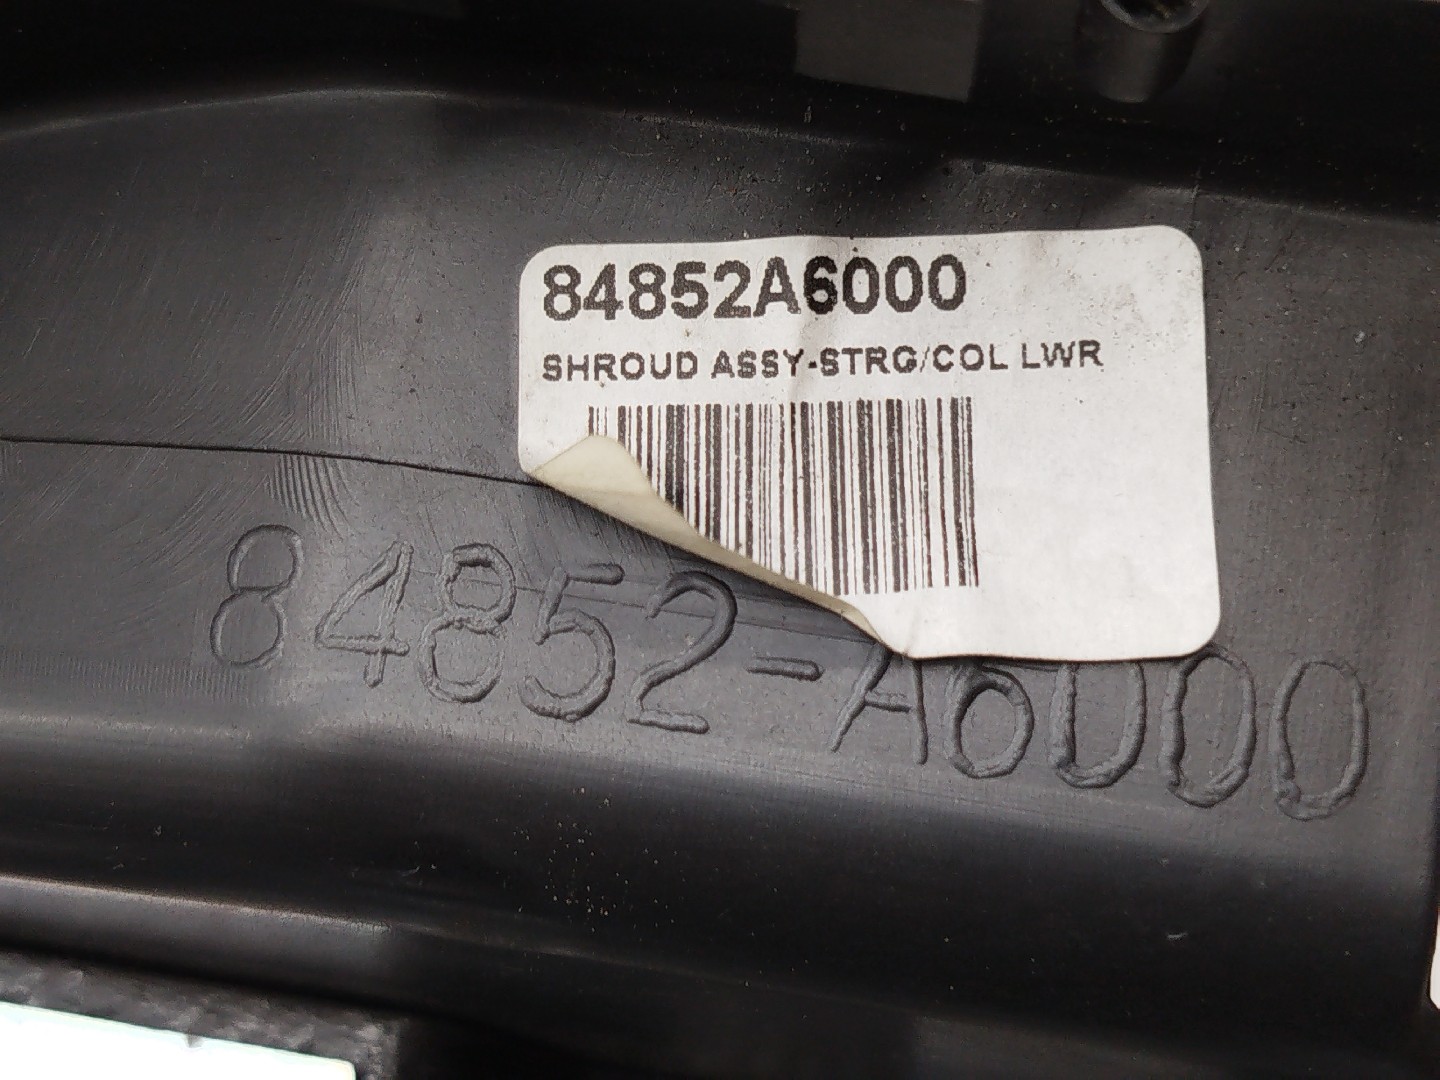 84852A6000
SHROUD ASSY-STRG/COL LWR
84852-A6000